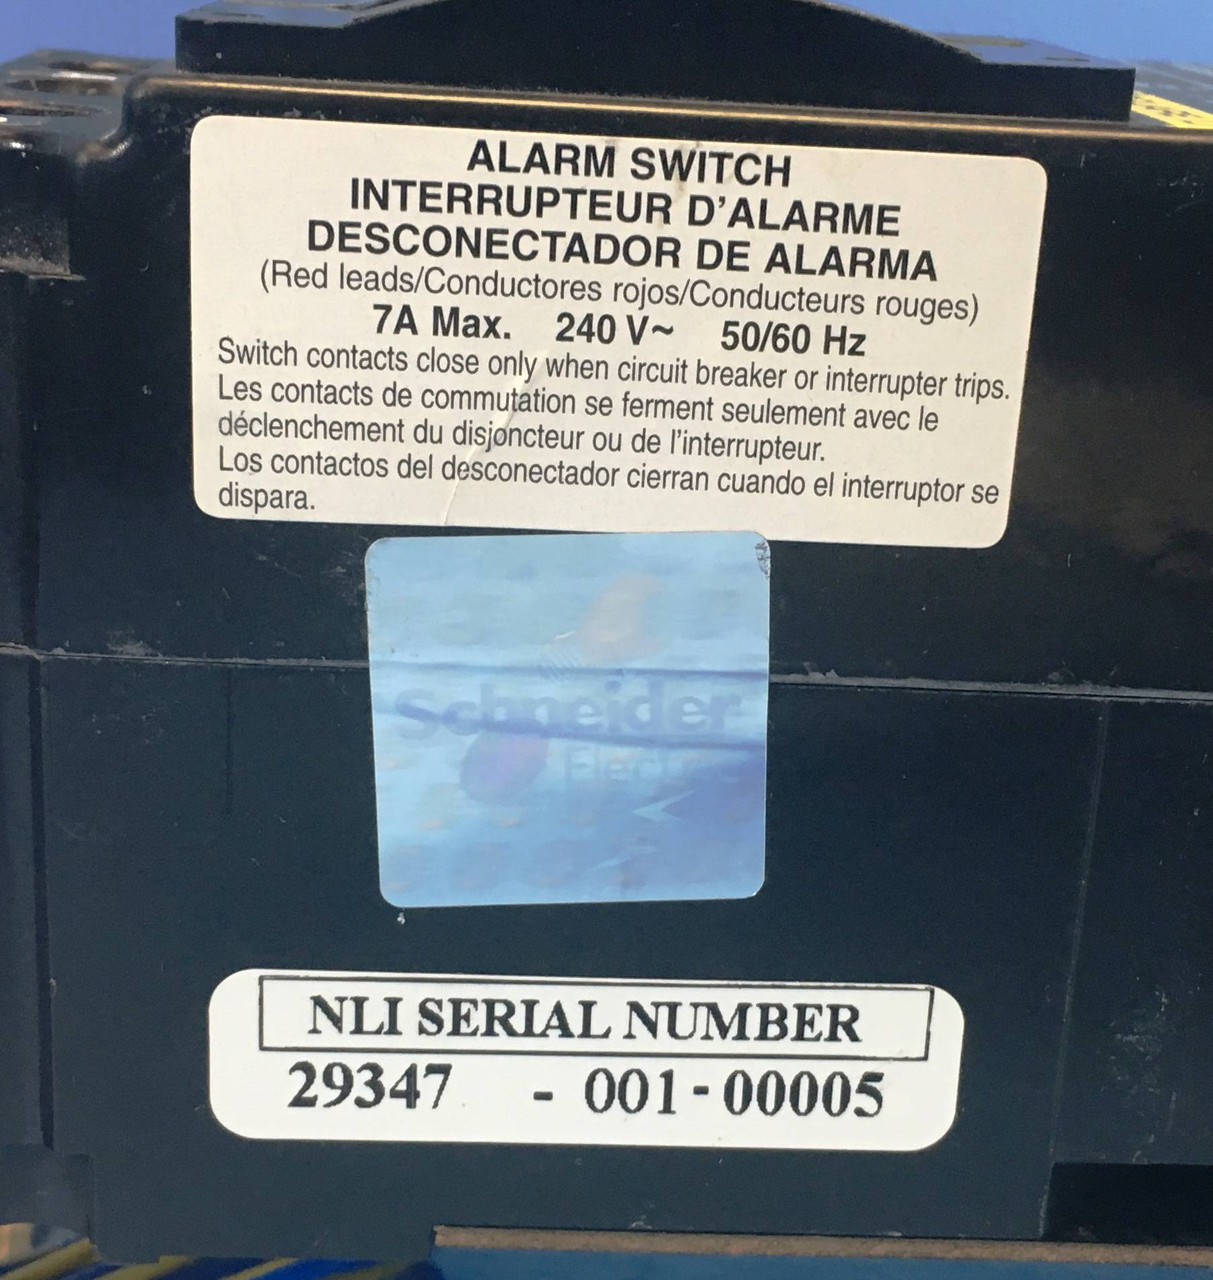 ALARM SWITCH
INTERRUPTEUR D'ALARME
DESCONECTADOR DE ALARMA
(Red leads/Conductores rojos/Conducteurs rouges)
7A Max. 240 V~ 50/60 Hz
Switch contacts close only when circuit breaker or interrupter trips.
Les contacts de commutation se ferment seulement avec le
déclenchement du disjoncteur ou de l'interrupteur.
Los contactos del desconectador cierran cuando el interruptor se
dispara.
Schneider
Electric
NLI SERIAL NUMBER
29347 - 001-00005